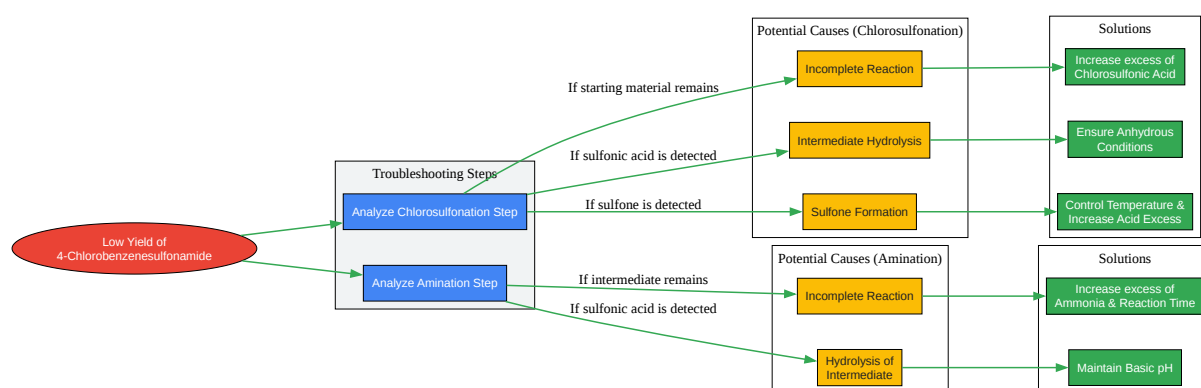 Potential Causes (Chlorosulfonation)
Solutions
Incomplete Reaction
Increase excess of
Chlorosulfonic Acid
If starting material remains
Intermediate Hydrolysis
Ensure Anhydrous
Conditions
If sulfonic acid is detected
Troubleshooting Steps
Analyze Chlorosulfonation Step
If sulfone is detected
Sulfone Formation
Control Temperature &
Increase Acid Excess
Low Yield of
4-Chlorobenzenesulfonamide
Potential Causes (Amination)
Solutions
Analyze Amination Step
If intermediate remains
Incomplete Reaction
Increase excess of
Ammonia & Reaction Time
If sulfonic acid is detected
Hydrolysis of
Intermediate
Maintain Basic pH